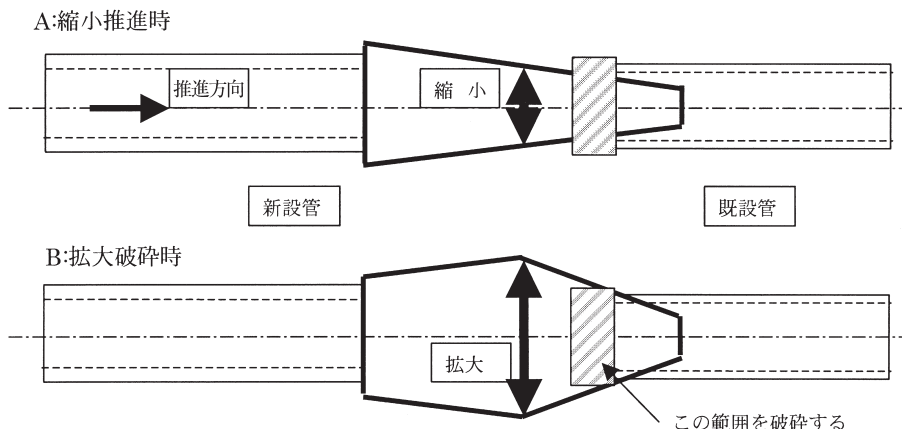 A:縮小推進時
推進方向
縮 小
新設管
既設管
B:拡大破砕時
拡大
この範囲を破砕する